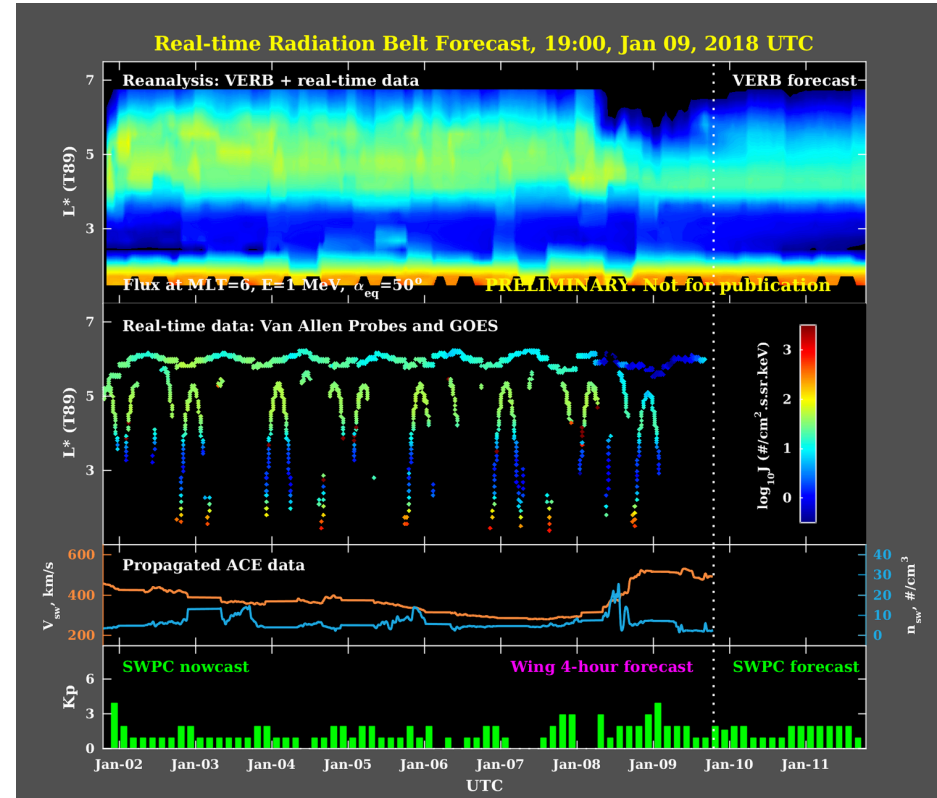 Real-time Radiation Belt Forecast, 19:00, Jan 09, 2018 UTC
Reanalysis: VERB + real-time data
VERB forecast
7
5
3
L* (T89)
Flux at MLT=6, E=1 MeV, αeq=50°
PRELIMINARY: Not for publication
Real-time data: Van Allen Probes and GOES
7
5
3
L* (T89)
3
2
1
0
log10J (#/cm2.s.sr.keV)
Propagated ACE data
600
400
200
Vsw, km/s
40
30
20
10
0
nsw, #/cm3
SWPC nowcast
Wing 4-hour forecast
SWPC forecast
6
3
0
Kp
Jan-02 Jan-03 Jan-04 Jan-05 Jan-06 Jan-07 Jan-08 Jan-09 Jan-10 Jan-11
UTC